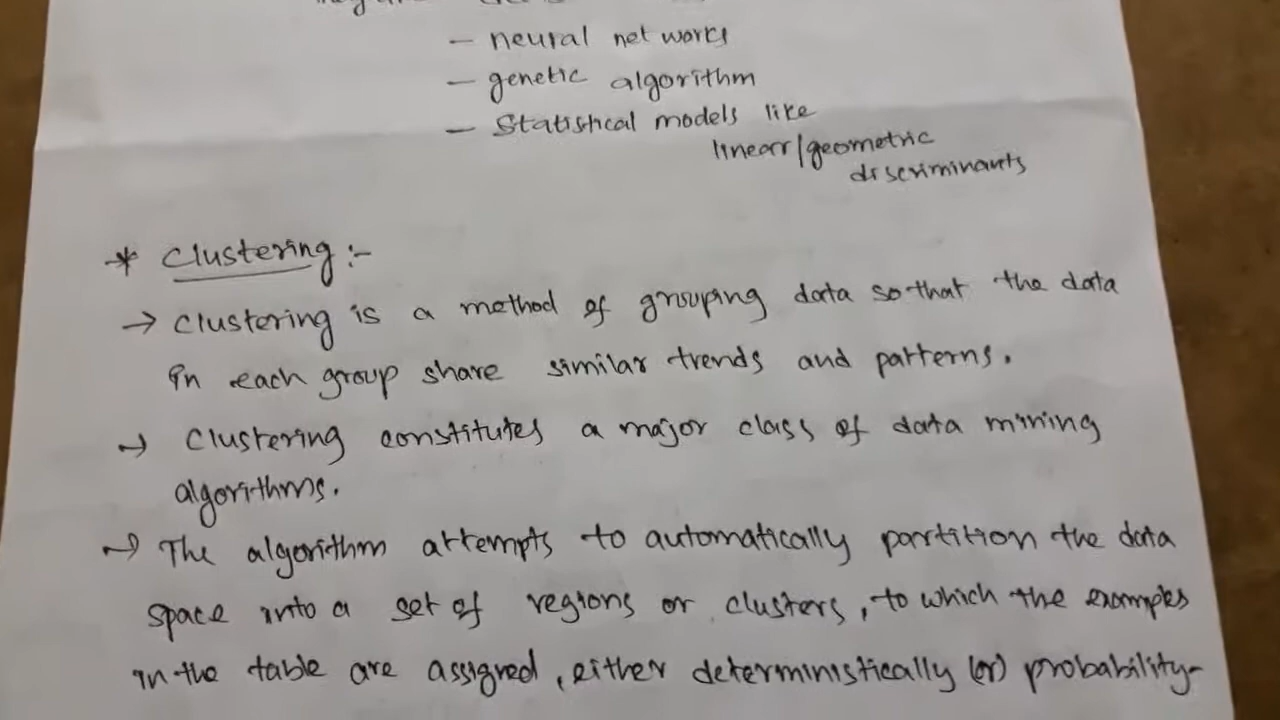 — neural networks
— genetic algorithm
— Statistical models like
linearr/geometric
discriminants
* Clustering :-
→ Clustering is a method of grouping data so that the data
in each group share similar trends and patterns.
→ Clustering constitutes a major class of data mining
algorithms.
→ The algorithm attempts to automatically partition the data
space into a set of regions or clusters, to which the examples
in the table are assigned, either deterministically (or) probability-